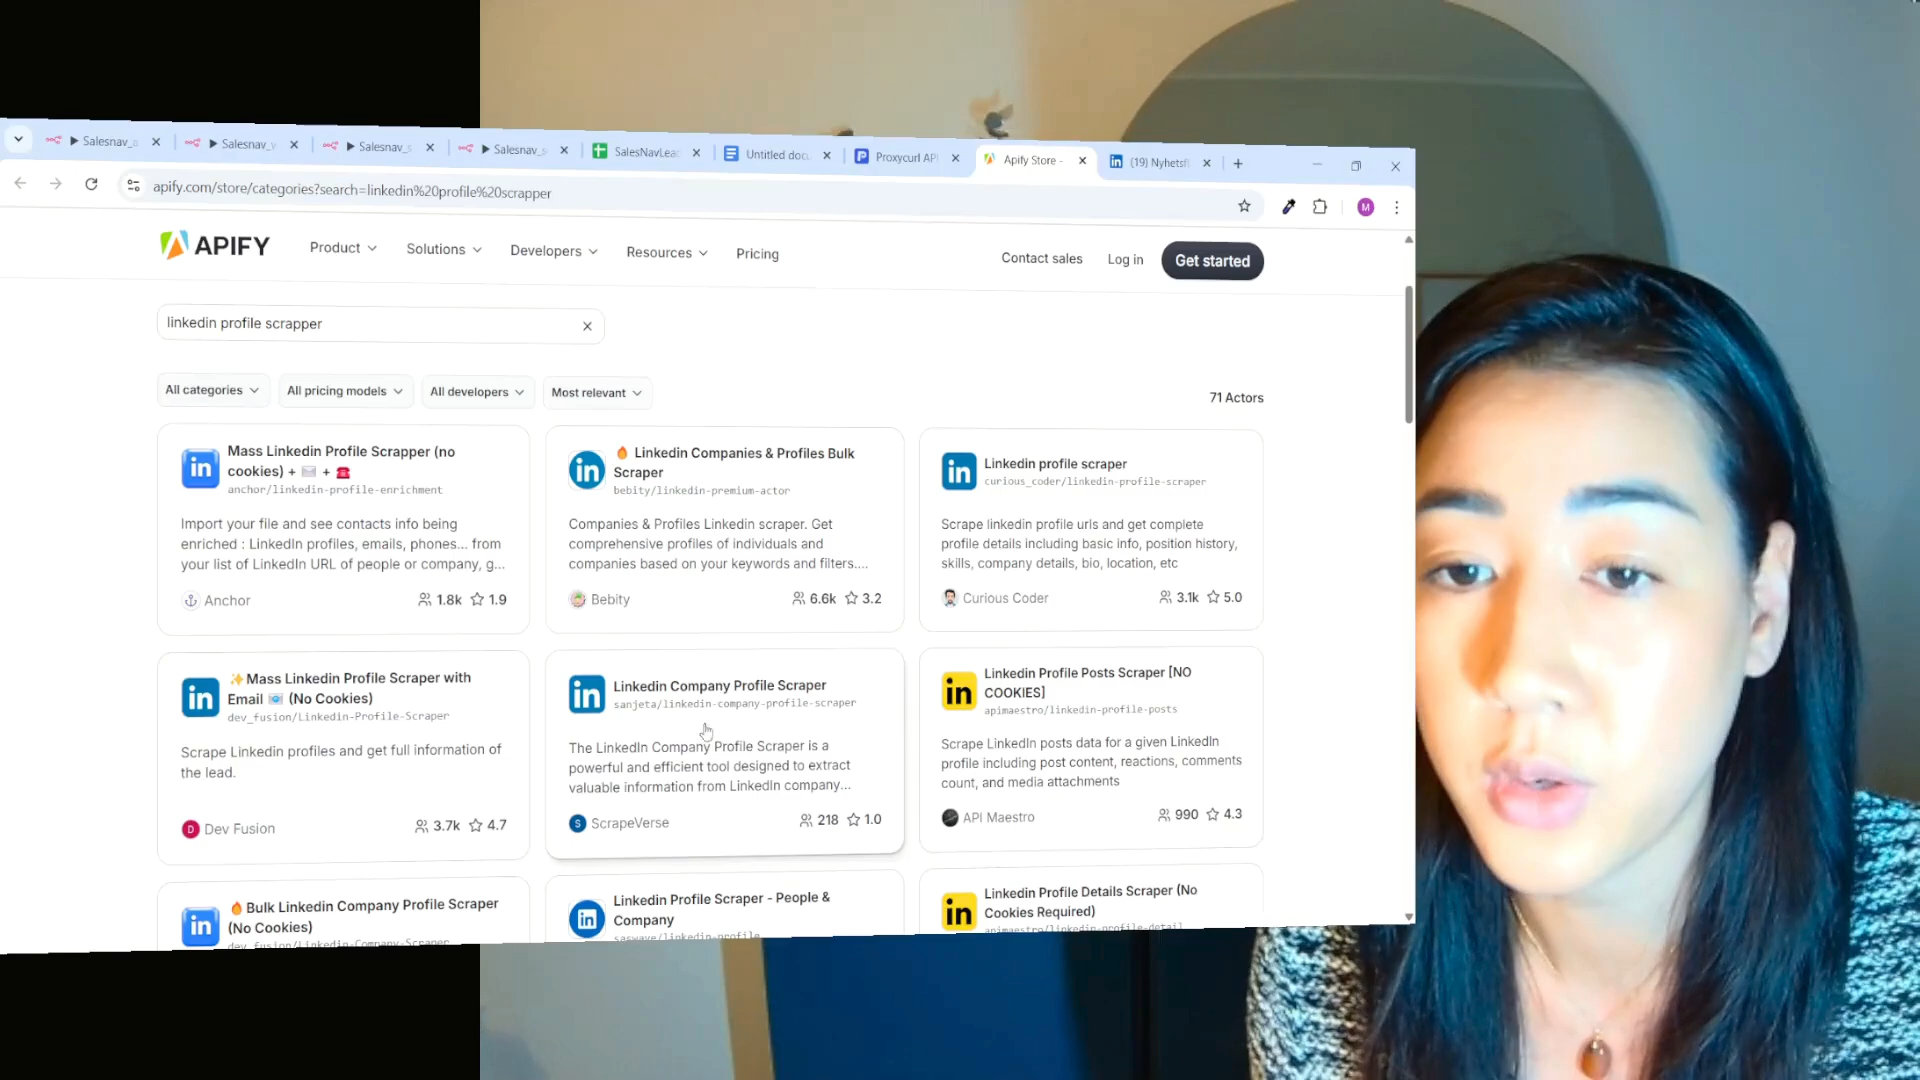 Salesnav_
Salesnav_
Salesnav_
Salesnav_
SalesNavLea
Untitled doc
Proxycurl AP
Apify Store -
(19) Nyhetsfl
apify.com/store/categories?search=linkedin%20profile%20scrapper
M
APIFY
Product
Solutions
Developers
Resources
Pricing
Contact sales
Log in
Get started
linkedin profile scrapper
All categories
All pricing models
All developers
Most relevant
71 Actors
Mass Linkedin Profile Scrapper (no
cookies) + ✉️ + ☎️
anchor/linkedin-profile-enrichment
Import your file and see contacts info being
enriched : LinkedIn profiles, emails, phones... from
your list of LinkedIn URL of people or company, g...
Anchor
1.8k
1.9
🔥 Linkedin Companies & Profiles Bulk
Scraper
bebity/linkedin-premium-actor
Companies & Profiles Linkedin scraper. Get
comprehensive profiles of individuals and
companies based on your keywords and filters....
Bebity
6.6k
3.2
Linkedin profile scraper
curious_coder/linkedin-profile-scraper
Scrape linkedin profile urls and get complete
profile details including basic info, position history,
skills, company details, bio, location, etc
Curious Coder
3.1k
5.0
✨Mass Linkedin Profile Scraper with
Email 📧 (No Cookies)
dev_fusion/Linkedin-Profile-Scraper
Scrape Linkedin profiles and get full information of
the lead.
D
Dev Fusion
3.7k
4.7
Linkedin Company Profile Scraper
sanjeta/linkedin-company-profile-scraper
The LinkedIn Company Profile Scraper is a
powerful and efficient tool designed to extract
valuable information from LinkedIn company...
S
ScrapeVerse
218
1.0
Linkedin Profile Posts Scraper [NO
COOKIES]
apimaestro/linkedin-profile-posts
Scrape LinkedIn posts data for a given LinkedIn
profile including post content, reactions, comments
count, and media attachments
API Maestro
990
4.3
🔥Bulk Linkedin Company Profile Scraper
(No Cookies)
dev_fusion/Linkedin-Company-Scraper
Linkedin Profile Scraper - People &
Company
saswave/linkedin-profile
Linkedin Profile Details Scraper (No
Cookies Required)
apimaestro/linkedin-profile-detail